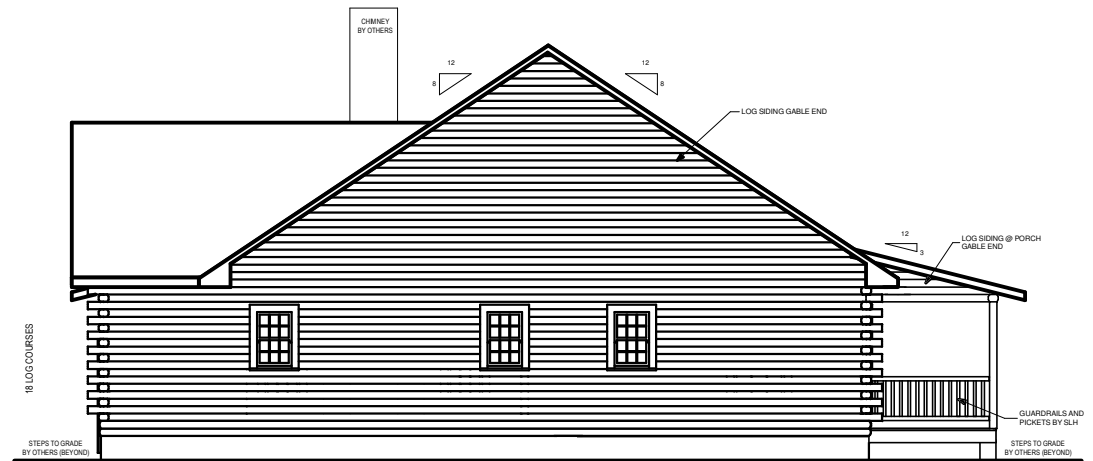 CHIMNEY
BY OTHERS
12
8
12
8
LOG SIDING GABLE END
12
3
LOG SIDING @ PORCH
GABLE END
18 LOG COURSES
GUARDRAILS AND
PICKETS BY SLH
STEPS TO GRADE
BY OTHERS (BEYOND)
STEPS TO GRADE
BY OTHERS (BEYOND)